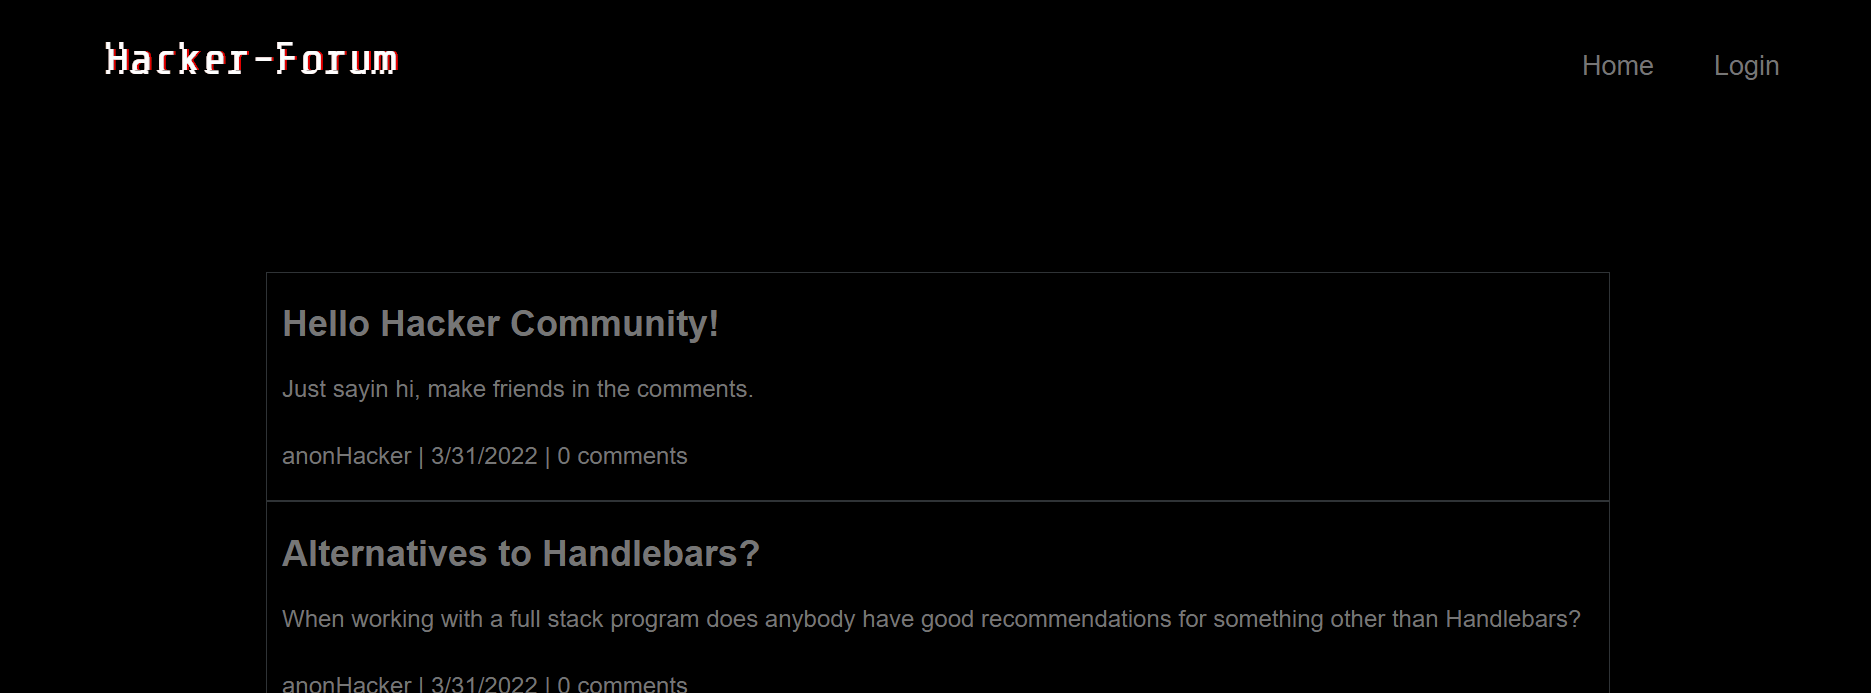 Hacker-Forum
Home Login
Hello Hacker Community!
Just sayin hi, make friends in the comments.
anonHacker | 3/31/2022 | 0 comments
Alternatives to Handlebars?
When working with a full stack program does anybody have good recommendations for something other than Handlebars?
anonHacker | 3/31/2022 | 0 comments